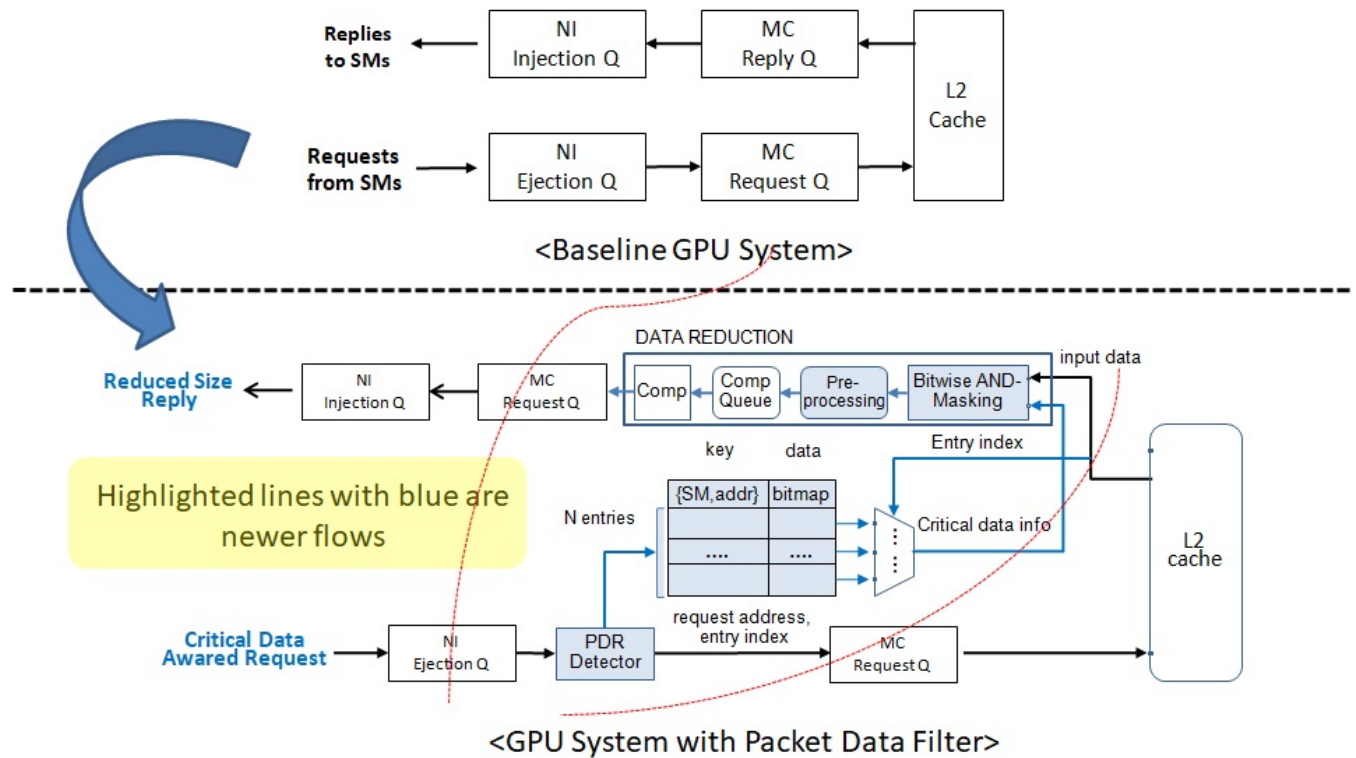 Replies
to SMs
NI
Injection Q
MC
Reply Q
L2
Cache
Requests
from SMs
NI
Ejection Q
MC
Request Q
<Baseline GPU System>
DATA REDUCTION
input data
Reduced Size
Reply
NI
Injection Q
MC
Request Q
Comp
Comp
Queue
Pre-
processing
Bitwise AND-
Masking
key
data
Entry index
Highlighted lines with blue are
newer flows
N entries
{SM,addr}
bitmap
....
....
Critical data info
L2
cache
request address,
entry index
Critical Data
Awared Request
NI
Ejection Q
PDR
Detector
MC
Request Q
<GPU System with Packet Data Filter>